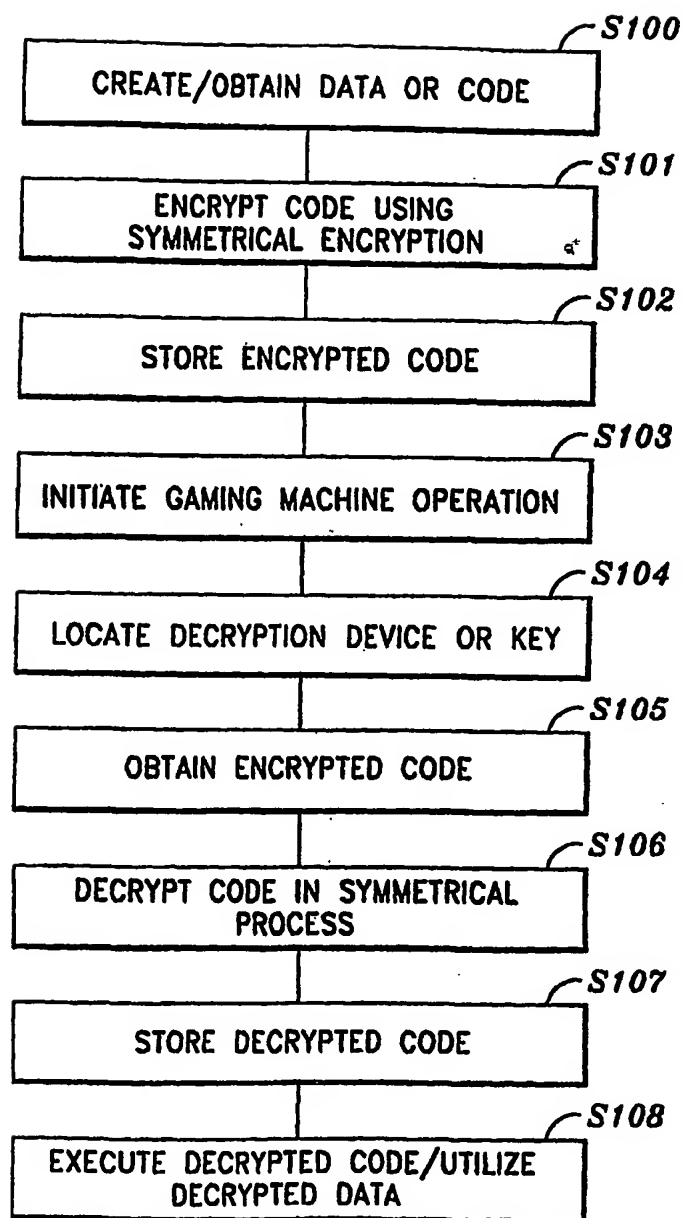 S100
CREATE/OBTAIN DATA OR CODE
S101
ENCRYPT CODE USING
SYMMETRICAL ENCRYPTION
S102
STORE ENCRYPTED CODE
S103
INITIATE GAMING MACHINE OPERATION
S104
LOCATE DECRYPTION DEVICE OR KEY
S105
OBTAIN ENCRYPTED CODE
S106
DECRYPT CODE IN SYMMETRICAL
PROCESS
S107
STORE DECRYPTED CODE
S108
EXECUTE DECRYPTED CODE/UTILIZE
DECRYPTED DATA